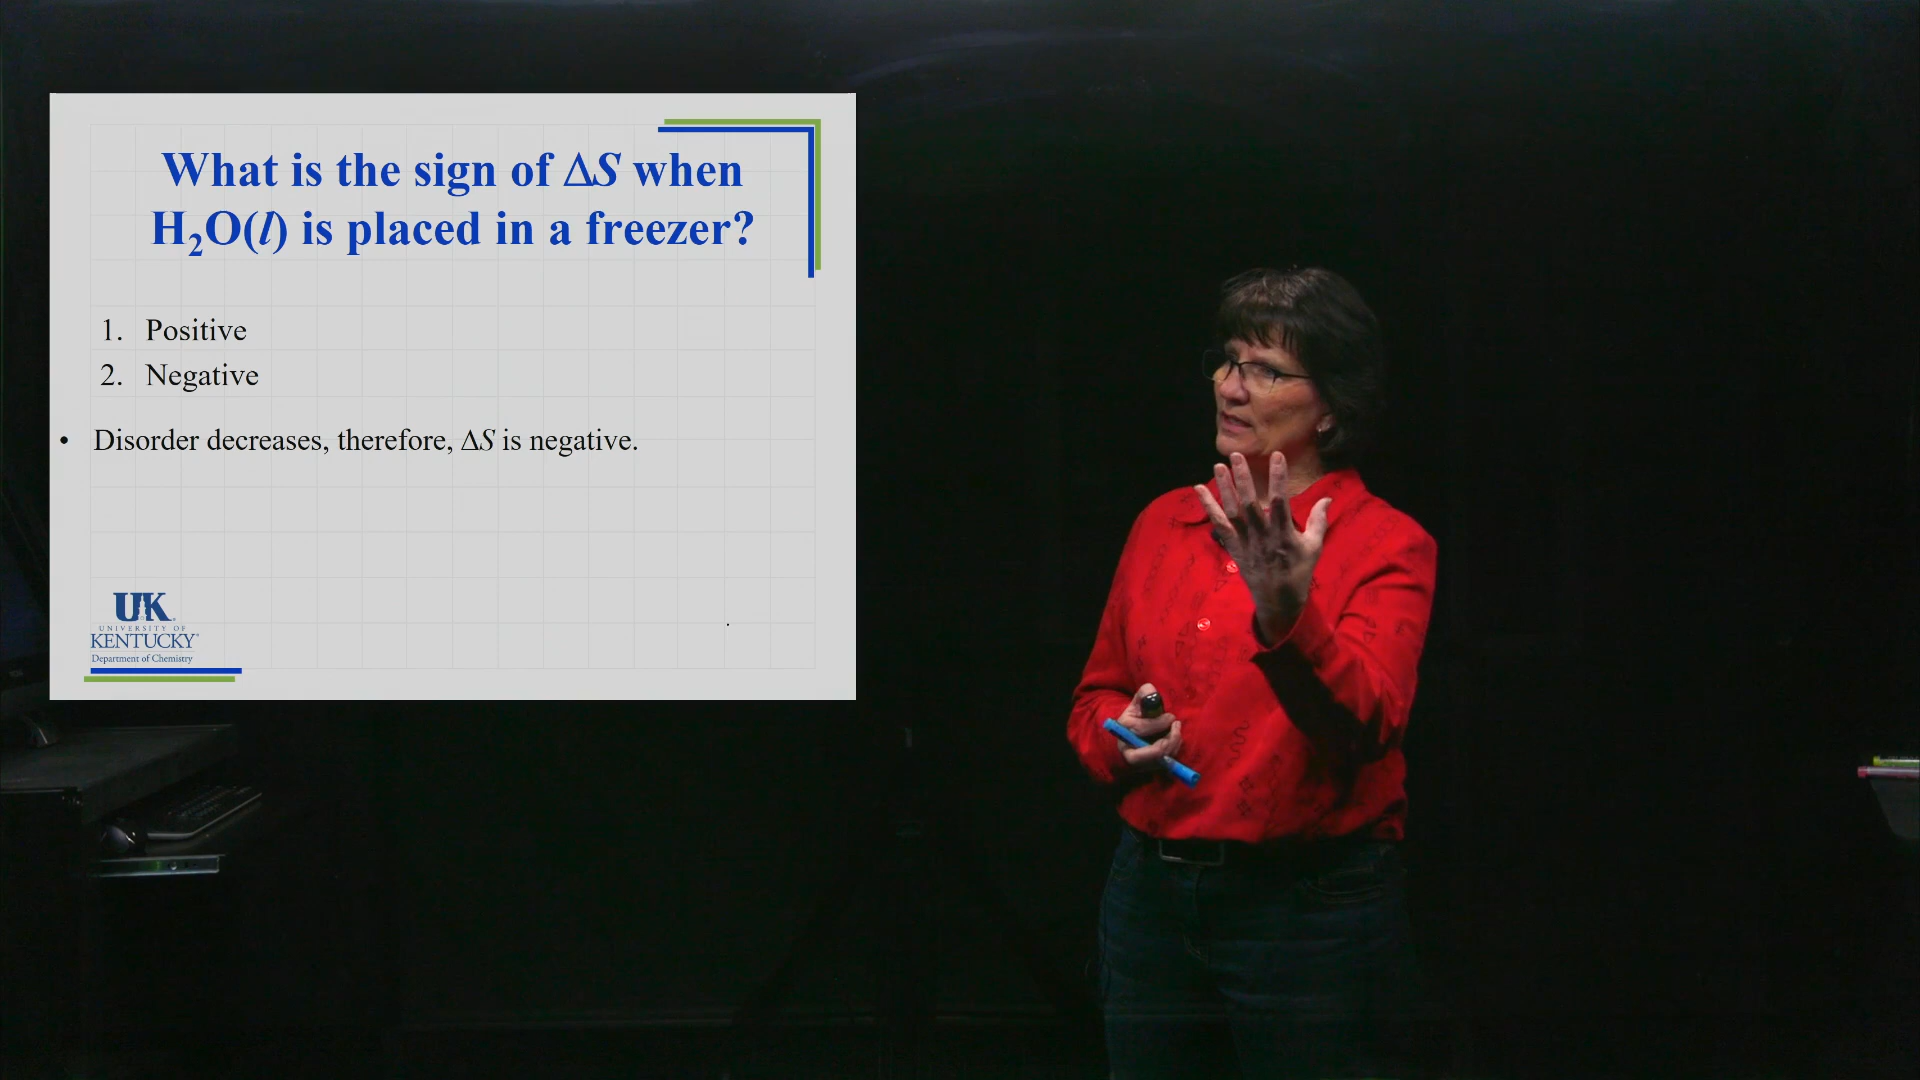 What is the sign of ΔS when
H₂O(l) is placed in a freezer?
1. Positive
2. Negative
• Disorder decreases, therefore, ΔS is negative.
UK
UNIVERSITY OF
KENTUCKY®
Department of Chemistry